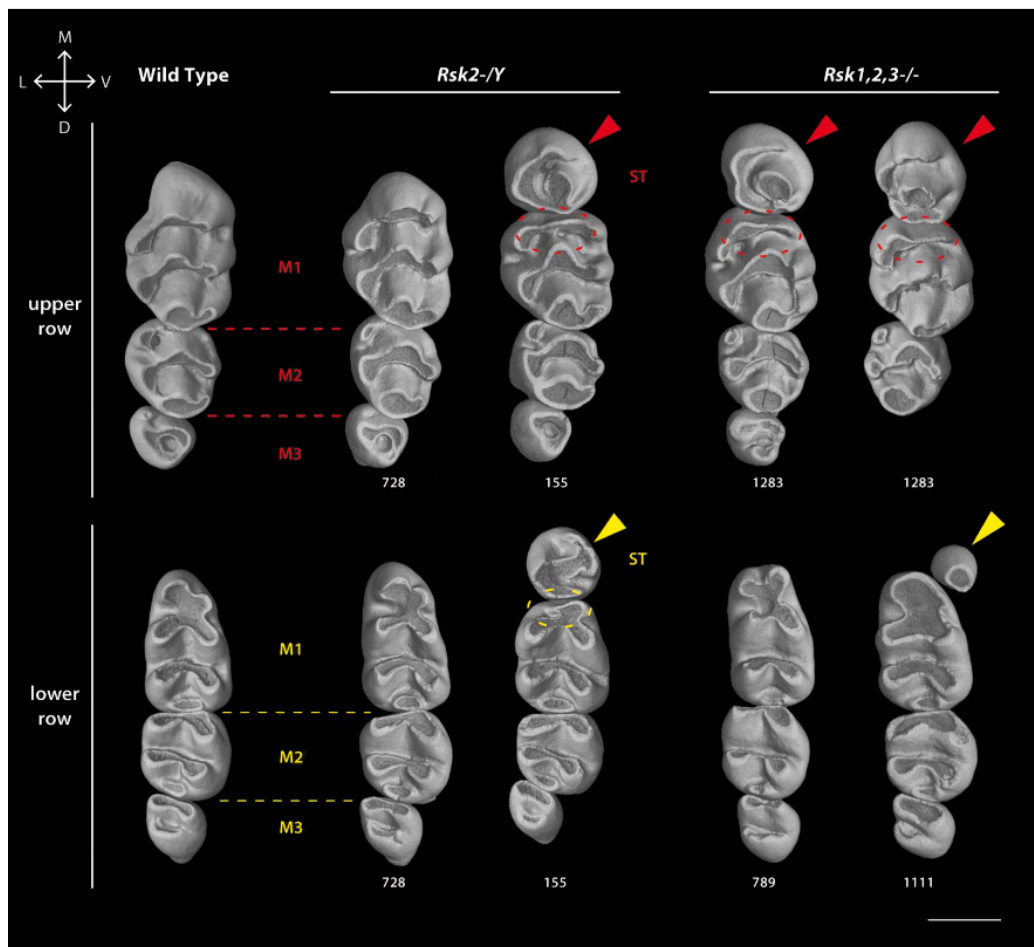 M
L V
D
Wild Type
Rsk2-/Y
Rsk1,2,3-/-
ST
upper
row
M1
M2
M3
728
155
1283
1283
ST
lower
row
M1
M2
M3
728
155
789
1111